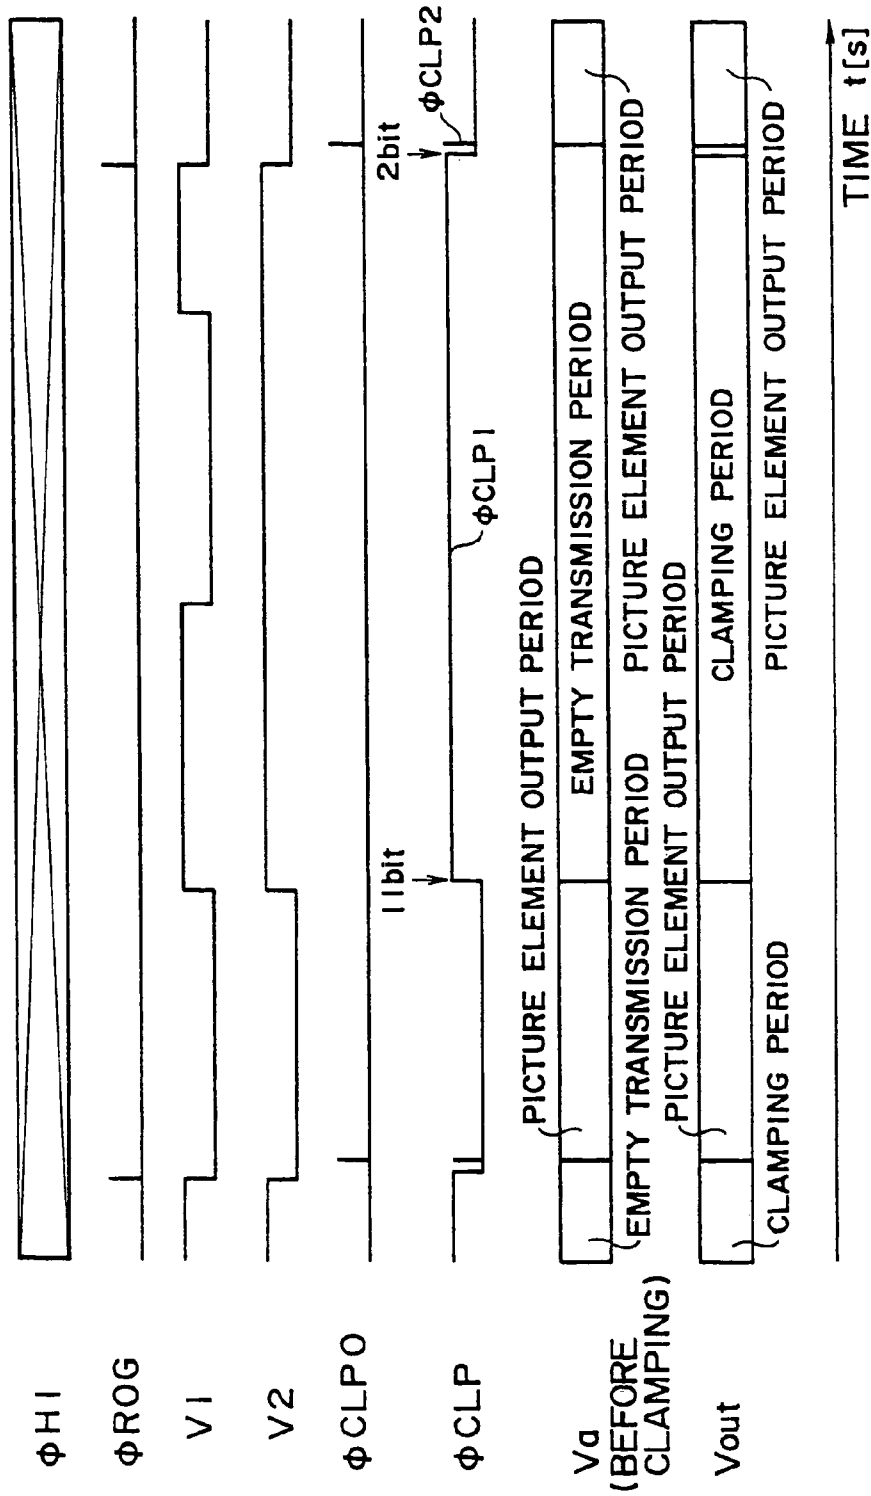 φH1
φROG
V1
V2
φCLPO
φCLP
11bit
φCLP1
2bit
φCLP2
Va
(BEFORE
CLAMPING)
PICTURE ELEMENT OUTPUT PERIOD
EMPTY TRANSMISSION PERIOD
EMPTY TRANSMISSION PERIOD
PICTURE ELEMENT OUTPUT PERIOD
Vout
PICTURE ELEMENT OUTPUT PERIOD
CLAMPING PERIOD
CLAMPING PERIOD
PICTURE ELEMENT OUTPUT PERIOD
TIME t[s]